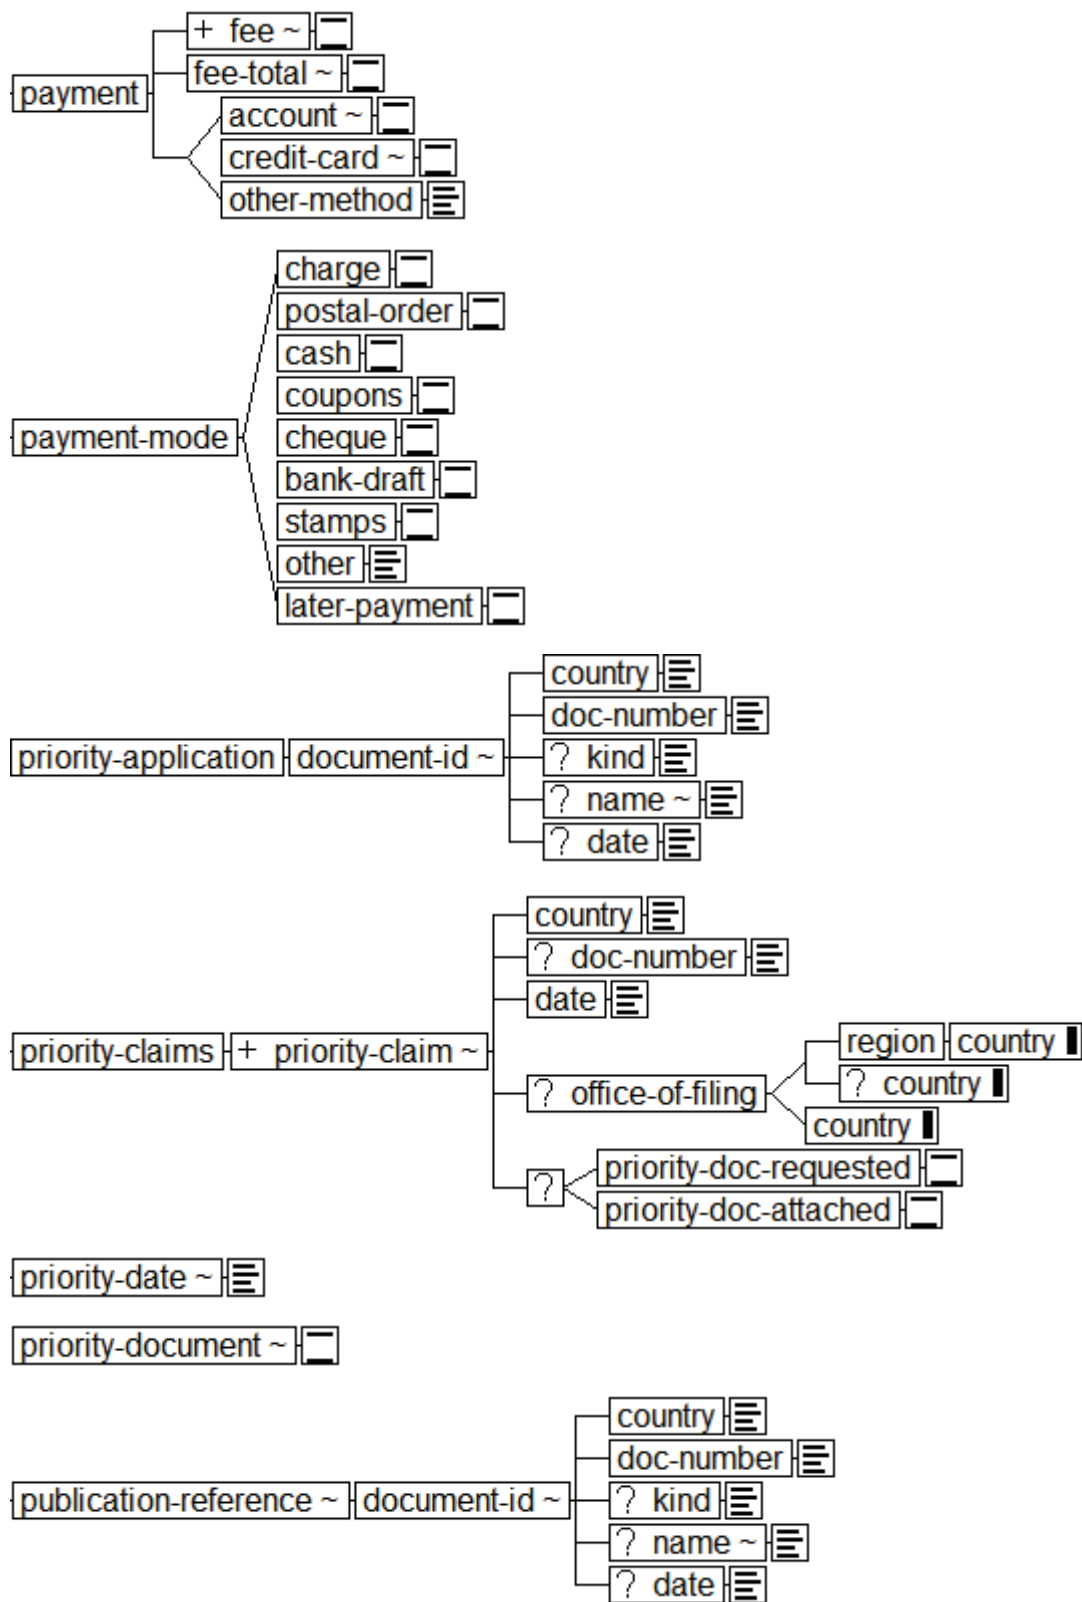 + fee ~
fee-total ~
payment
account ~
credit-card ~
other-method
charge
postal-order
cash
coupons
payment-mode
cheque
bank-draft
stamps
other
later-payment
country
doc-number
priority-application document-id ~
? kind
? name ~
? date
country
? doc-number
date
priority-claims + priority-claim ~
region country
? country
? office-of-filing
country
?
priority-doc-requested
priority-doc-attached
priority-date ~
priority-document ~
country
doc-number
publication-reference ~ document-id ~
? kind
? name ~
? date